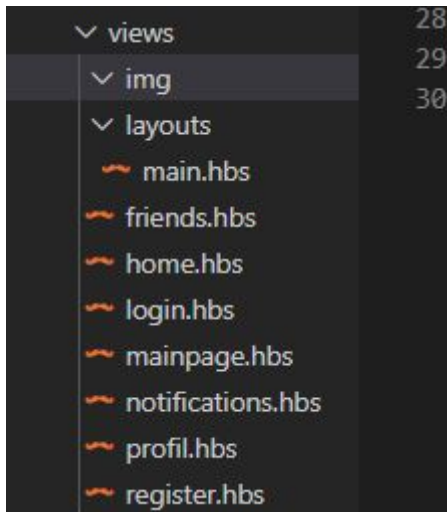 views
28
img
29
layouts
30
main.hbs
friends.hbs
home.hbs
login.hbs
mainpage.hbs
notifications.hbs
profil.hbs
register.hbs